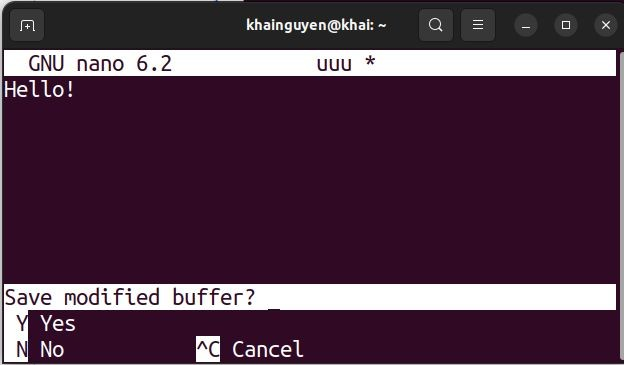 khainguyen@khai: ~
GNU nano 6.2 uuu *
Hello!
Save modified buffer?
Y Yes
N No ^C Cancel